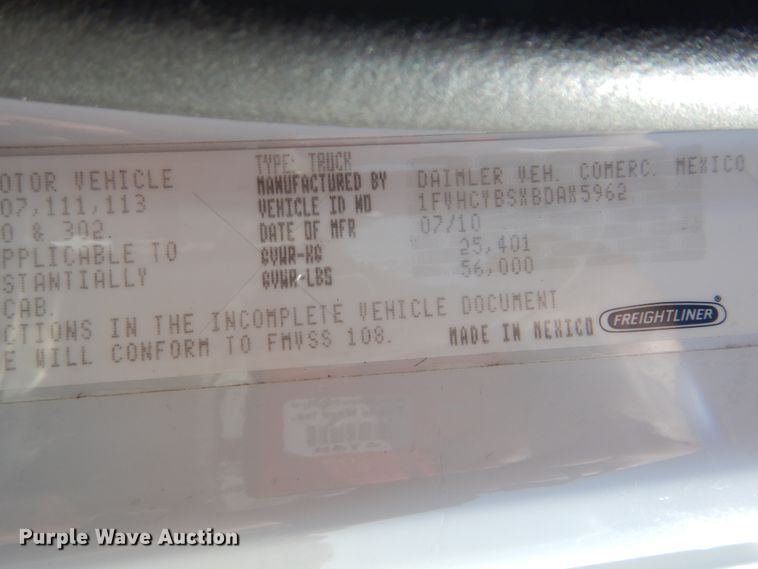 TYPE: TRUCK
OTOR VEHICLE MANUFACTURED BY DAIMLER VEH. COMERC. MEXICO
07,111,113 VEHICLE ID NO 1FVHCYBSXBDAX5962
0 & 302. DATE OF MFR 07/10
PPLICABLE TO GVWR-KG 25,401
STANTIALLY GVWR-LBS 56,000
CAB.
CTIONS IN THE INCOMPLETE VEHICLE DOCUMENT
E WILL CONFORM TO FMVSS 108. MADE IN MEXICO FREIGHTLINER®
Purple Wave Auction